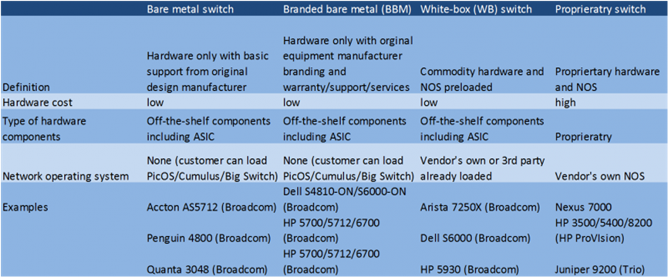 Bare metal switch Branded bare metal (BBM) White-box (WB) switch Proprieratry switch
Definition
Hardware only with basic
support from original
design manufacturer
Hardware only with orginal
equipment manufacturer
branding and
warranty/support/services
Commodity hardware and
NOS preloaded
Propriertary hardware
and NOS
Hardware cost low low low high
Type of hardware
components
Off-the-shelf components
including ASIC
Off-the-shelf components
including ASIC
Off-the-shelf components
including ASIC
Proprieratry
Network operating system
None (customer can load
PicOS/Cumulus/Big Switch)
None (customer can load
PicOS/Cumulus/Big Switch)
Vendor's own or 3rd party
already loaded
Vendor's own NOS
Examples
Accton AS5712 (Broadcom)
Dell S4810-ON/S6000-ON
(Broadcom)
Arista 7250X (Broadcom)
Nexus 7000
Penguin 4800 (Broadcom)
HP 5700/5712/6700
(Broadcom)
Dell S6000 (Broadcom)
HP 3500/5400/8200
(HP ProVIsion)
Quanta 3048 (Broadcom)
HP 5700/5712/6700
(Broadcom)
HP 5930 (Broadcom)
Juniper 9200 (Trio)